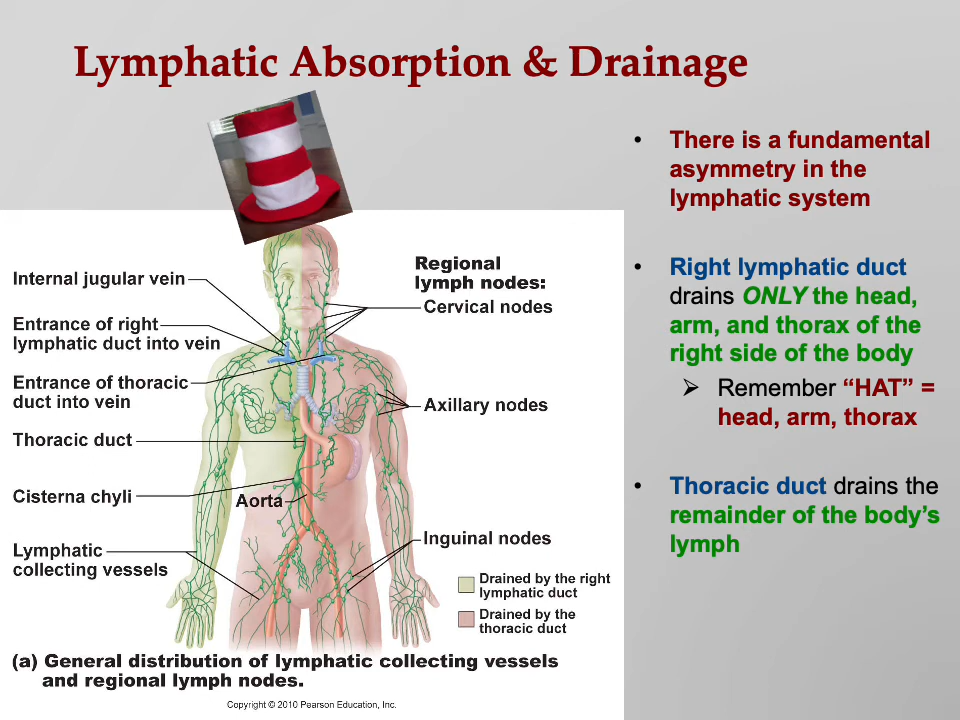 Lymphatic Absorption & Drainage
• There is a fundamental
asymmetry in the
lymphatic system
• Right lymphatic duct
drains ONLY the head,
arm, and thorax of the
right side of the body
➢ Remember “HAT” =
head, arm, thorax
• Thoracic duct drains the
remainder of the body’s
lymph
Internal jugular vein
Entrance of right
lymphatic duct into vein
Entrance of thoracic
duct into vein
Thoracic duct
Cisterna chyli
Aorta
Lymphatic
collecting vessels
Regional
lymph nodes:
Cervical nodes
Axillary nodes
Inguinal nodes
Drained by the right
lymphatic duct
Drained by the
thoracic duct
(a) General distribution of lymphatic collecting vessels
and regional lymph nodes.
Copyright © 2010 Pearson Education, Inc.